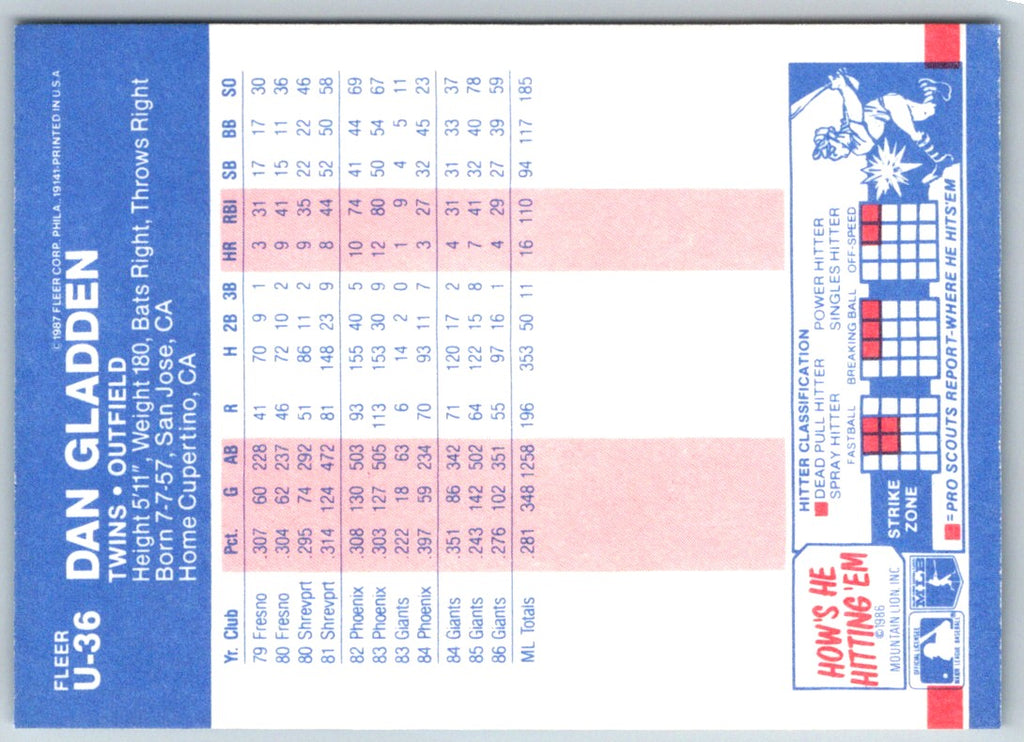 FLEER
U-36
© 1987 FLEER CORP. PHILA. 19141-PRINTED IN U.S.A
DAN GLADDEN
TWINS • OUTFIELD
Height 5'11", Weight 180, Bats Right, Throws Right
Born 7-7-57, San Jose, CA
Home Cupertino, CA
Yr. Club Pct. G AB R H 2B 3B HR RBI SB BB SO
79 Fresno .307 60 228 41 70 9 1 3 31 17 17 30
80 Fresno .304 62 237 46 72 10 2 9 41 15 11 36
80 Shrevprt .295 74 292 51 86 11 2 9 35 22 22 46
81 Shrevprt .314 124 472 81 148 23 9 8 44 52 50 58
82 Phoenix .308 130 503 93 155 40 5 10 74 41 44 69
83 Phoenix .303 127 505 113 153 30 9 12 80 50 54 67
83 Giants .222 18 63 6 14 2 0 1 9 4 5 11
84 Phoenix .397 59 234 70 93 11 7 3 27 32 45 23
84 Giants .351 86 342 71 120 17 2 4 31 31 33 37
85 Giants .243 142 502 64 122 15 8 7 41 32 40 78
86 Giants .276 102 351 55 97 16 1 4 29 27 39 59
ML Totals .281 348 1258 196 353 50 11 16 110 94 117 185
HOW'S HE
HITTING 'EM
©1986
MOUNTAIN LION, INC
OFFICIAL LICENSEE
MAJOR LEAGUE BASEBALL
HITTER CLASSIFICATION
DEAD PULL HITTER POWER HITTER
SPRAY HITTER SINGLES HITTER
FASTBALL BREAKING BALL OFF-SPEED
STRIKE
ZONE
=PRO SCOUTS REPORT-WHERE HE HITS 'EM